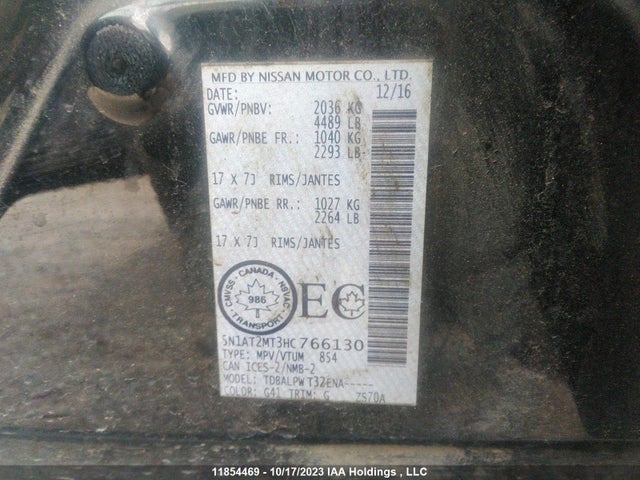 MFD BY NISSAN MOTOR CO., LTD.
DATE: 12/16
GVWR/PNBV: 2036 KG
4489 LB
GAWR/PNBE FR.: 1040 KG
2293 LB
17 X 7J RIMS/JANTES
GAWR/PNBE RR.: 1027 KG
2264 LB
17 X 7J RIMS/JANTES
CANADA
CMVSS NSVAC
986
TRANSPORT
EC
5N1AT2MT3HC766130
TYPE: MPV/VTUM 854
CAN ICES-2/NMB-2
MODEL: TDBALPW T32ENA-----
COLOR: G41 TRIM: G ZS70A
11854469 - 10/17/2023 IAA Holdings , LLC